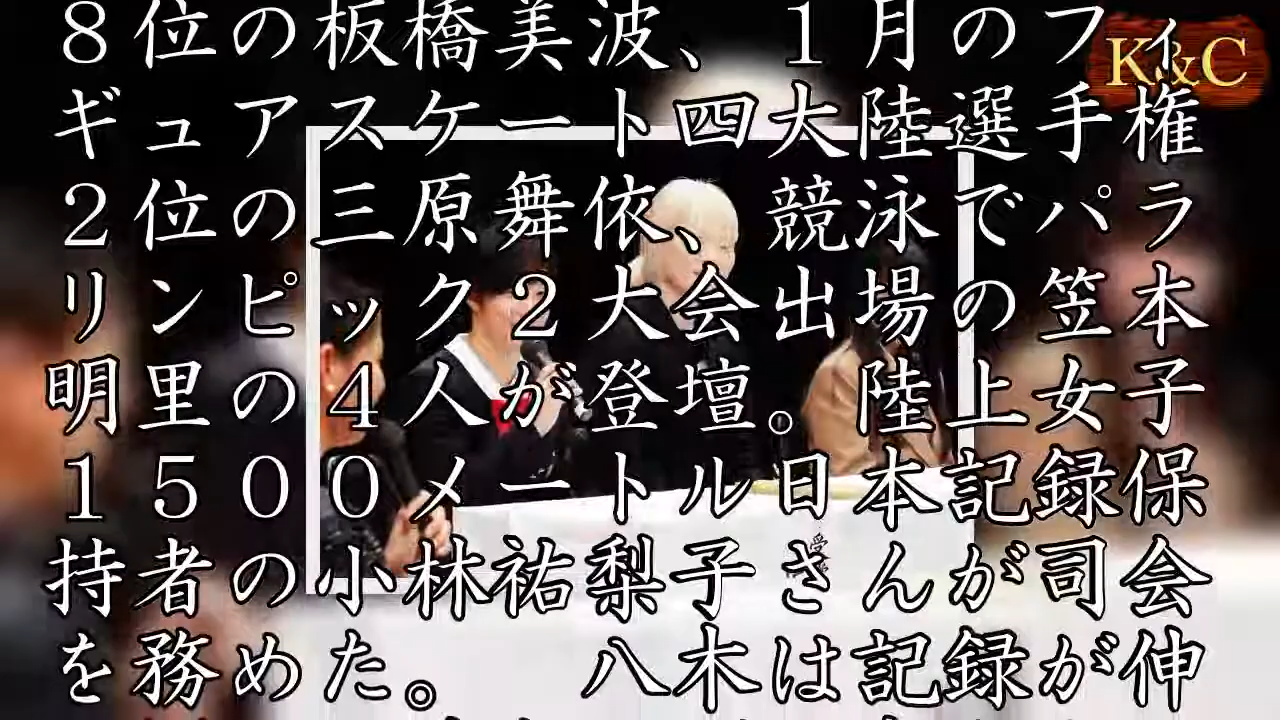 ８位の板橋美波、１月のフィ
ギュアスケート四大陸選手権
２位の三原舞依、競泳でパラ
リンピック２大会出場の笠本
明里の４人が登壇。陸上女子
１５００メートル日本記録保
持者の小林祐梨子さんが司会
を務めた。　八木は記録が伸
K&C